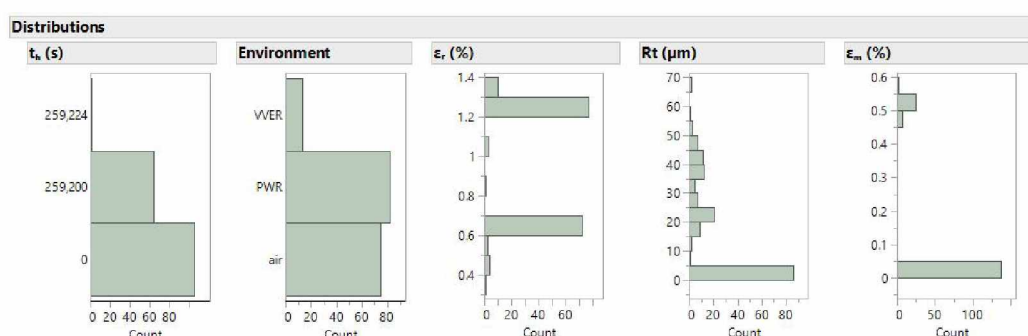 Distributions
tₕ (s)
259,224
259,200
0
0 20 40 60 80
Count
Environment
VVER
PWR
air
0 20 40 60 80
Count
εᵣ (%)
1.4
1.2
1
0.8
0.6
0.4
0 20 40 60
Count
Rt (µm)
70
60
50
40
30
20
10
0
0 20 40 60 80
Count
εₘ (%)
0.6
0.5
0.4
0.3
0.2
0.1
0
0 50 100
Count